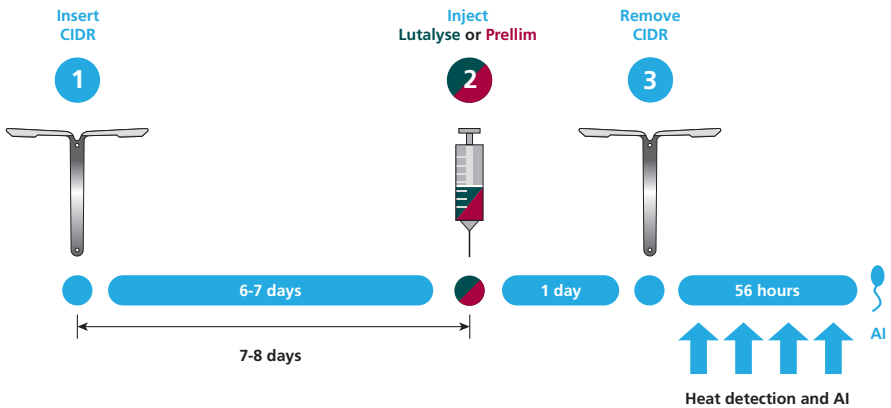 Insert
CIDR
1
Inject
Lutalyse or Prellim
2
Remove
CIDR
3
6-7 days
1 day
56 hours
AI
7-8 days
Heat detection and AI